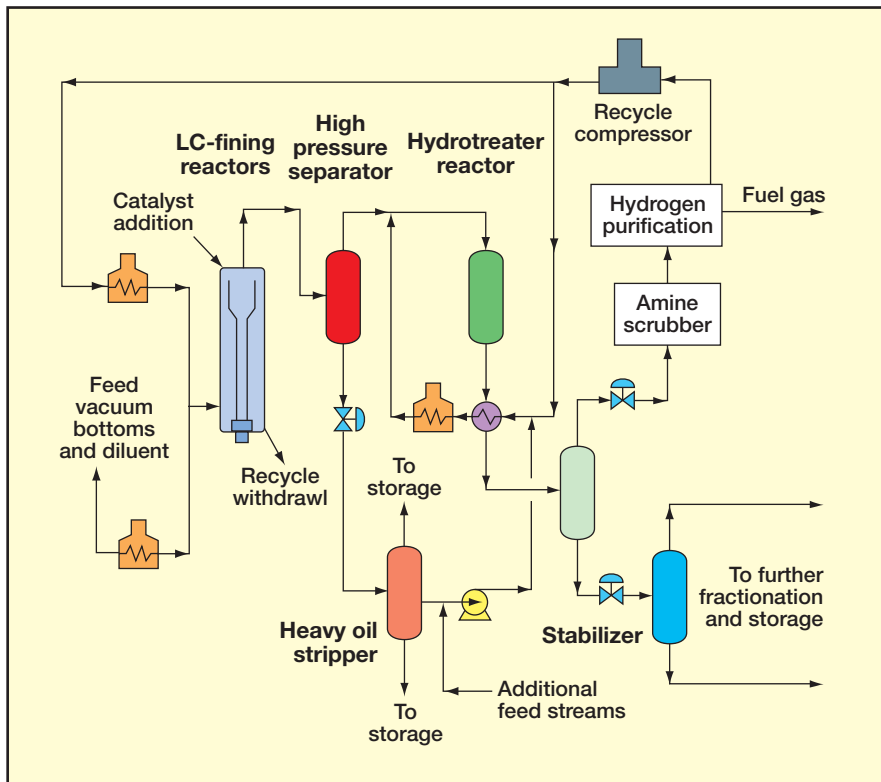 Recycle
compressor
LC-fining
reactors
High
pressure
separator
Hydrotreater
reactor
Catalyst
addition
Hydrogen
purification
Fuel gas
Amine
scrubber
Feed
vacuum
bottoms
and diluent
Recycle
withdrawl
To
storage
Heavy oil
stripper
To
storage
Additional
feed streams
Stabilizer
To further
fractionation
and storage